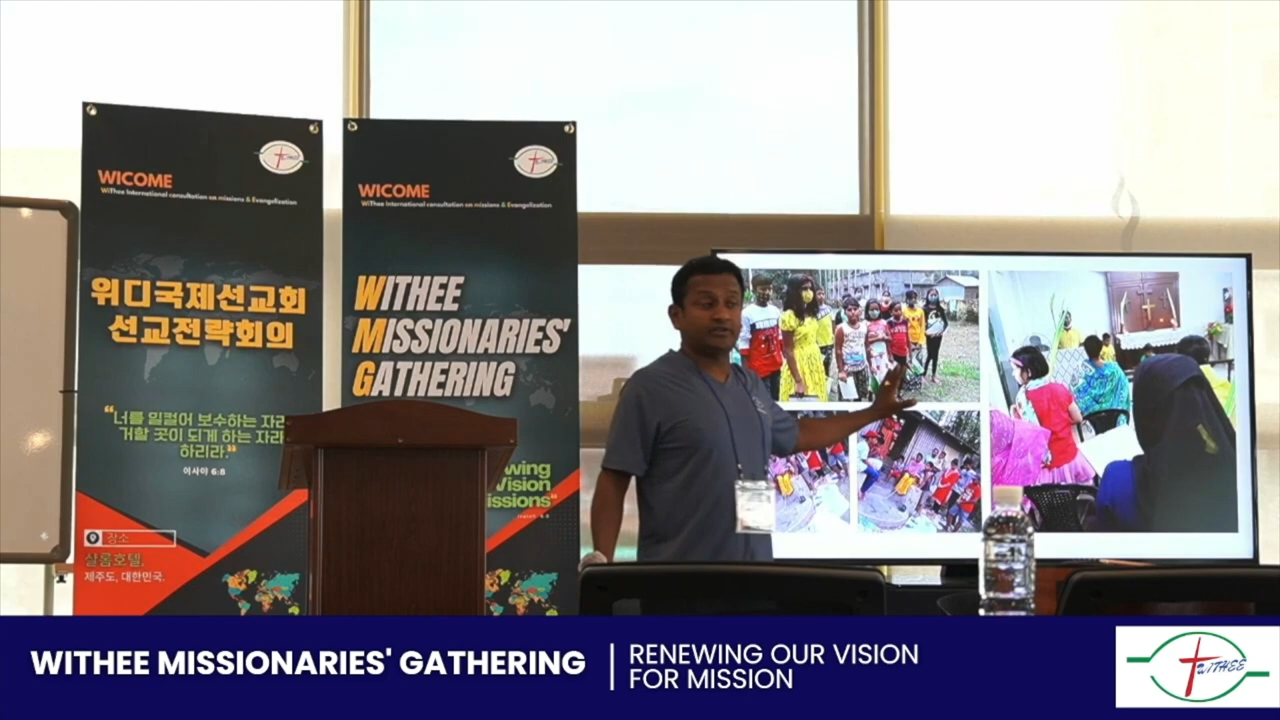 WICOME
WiThee International consultation on missions & Evangelization
위디국제선교회
선교전략회의
“너를 일컬어 보수하는 자라
거할 곳이 되게 하는 자라
하리라.”
이사야 6:8
장소
샬롬호텔,
제주도, 대한민국.
WICOME
WiThee International consultation on missions & Evangelization
WITHEE
MISSIONARIES'
GATHERING
wing
Vision
issions"
WITHEE MISSIONARIES' GATHERING
RENEWING OUR VISION
FOR MISSION
WITHEE